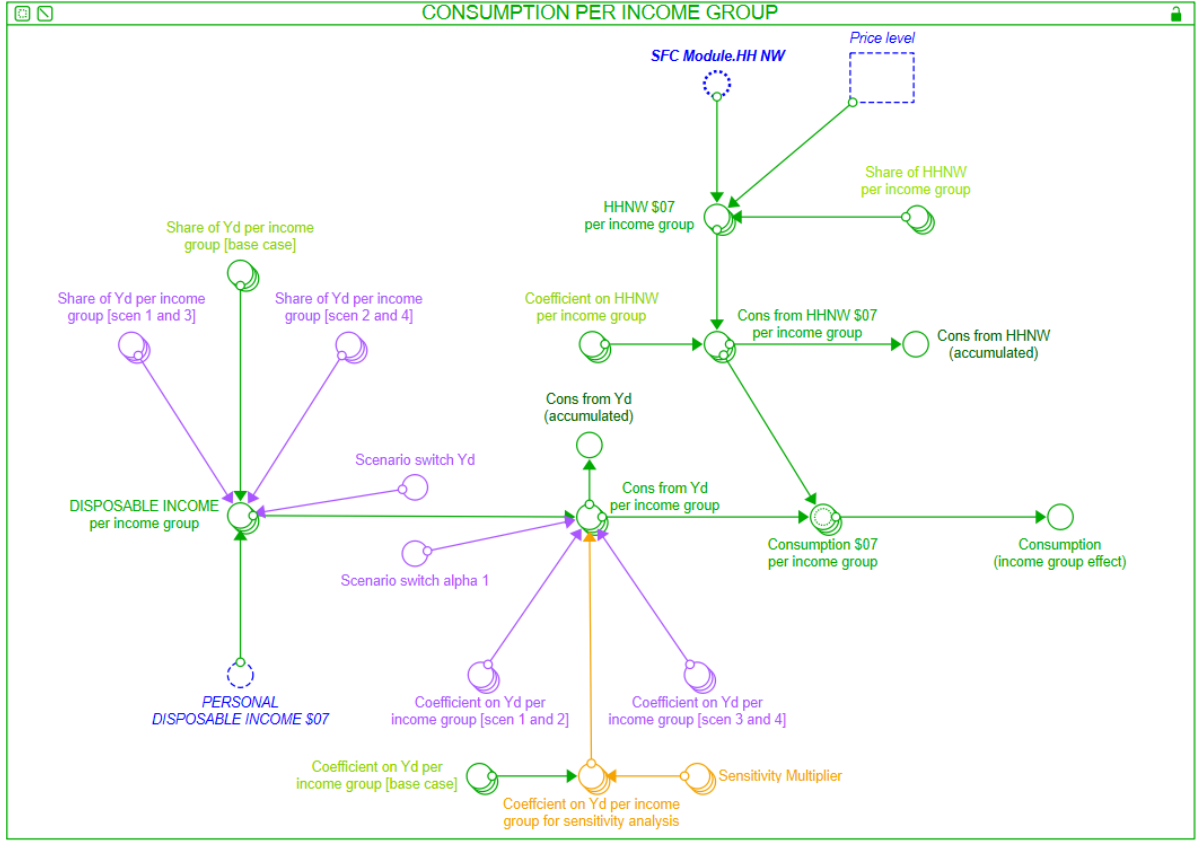 CONSUMPTION PER INCOME GROUP
Price level
SFC Module.HH NW
Share of HHNW
per income group
HHNW $07
per income group
Share of Yd per income
group [base case]
Share of Yd per income
group [scen 1 and 3]
Share of Yd per income
group [scen 2 and 4]
Coefficient on HHNW
per income group
Cons from HHNW $07
per income group
Cons from HHNW
(accumulated)
Cons from Yd
(accumulated)
Scenario switch Yd
DISPOSABLE INCOME
per income group
Cons from Yd
per income group
Consumption $07
per income group
Consumption
(income group effect)
Scenario switch alpha 1
PERSONAL
DISPOSABLE INCOME $07
Coefficient on Yd per
income group [scen 1 and 2]
Coefficient on Yd per
income group [scen 3 and 4]
Coefficient on Yd per
income group [base case]
Sensitivity Multiplier
Coeffcient on Yd per income
group for sensitivity analysis